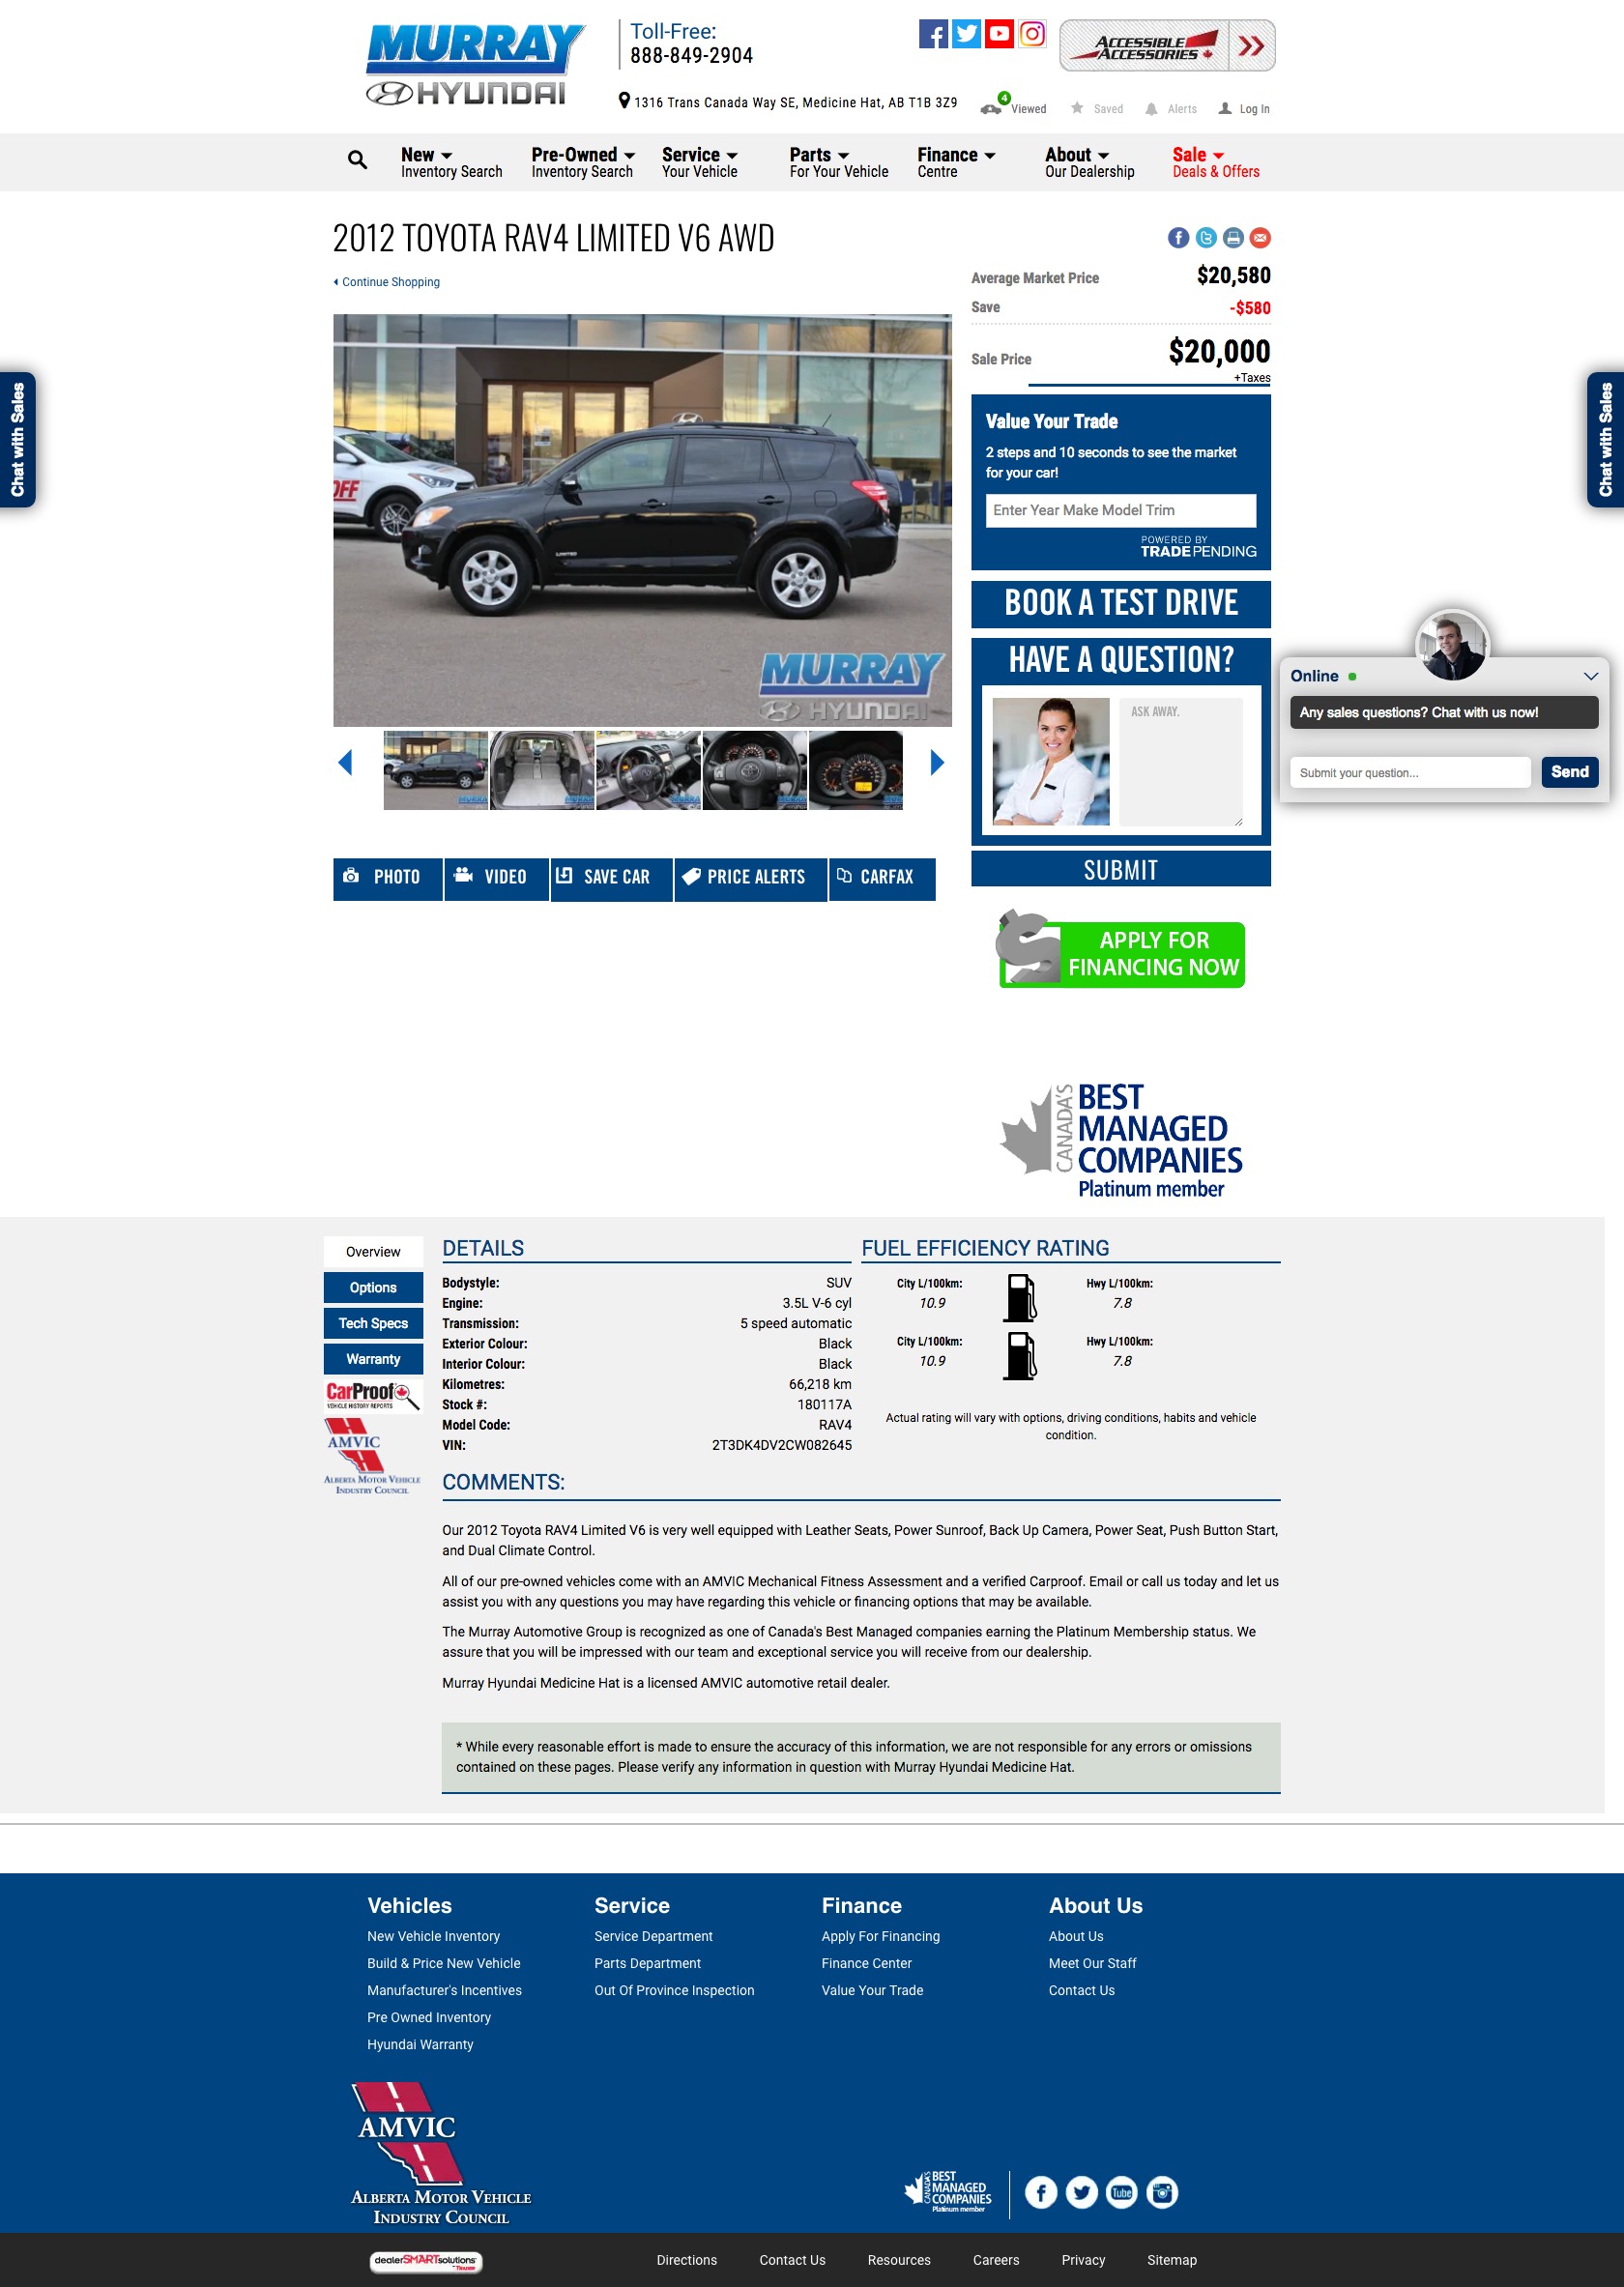 MURRAY
HYUNDAI
Toll-Free:
888-849-2904
1316 Trans Canada Way SE, Medicine Hat, AB T1B 3Z9
ACCESSIBLE
ACCESSORIES
4
Viewed
Saved
Alerts
Log In
New
Inventory Search
Pre-Owned
Inventory Search
Service
Your Vehicle
Parts
For Your Vehicle
Finance
Centre
About
Our Dealership
Sale
Deals & Offers
2012 TOYOTA RAV4 LIMITED V6 AWD
Continue Shopping
Average Market Price $20,580
Save -$580
Sale Price $20,000
+Taxes
Chat with Sales
Chat with Sales
OFF
LIMITED
MURRAY
HYUNDAI
Value Your Trade
2 steps and 10 seconds to see the market
for your car!
Enter Year Make Model Trim
POWERED BY
TRADEPENDING
BOOK A TEST DRIVE
HAVE A QUESTION?
ASK AWAY.
SUBMIT
Online
Any sales questions? Chat with us now!
Submit your question...
Send
PHOTO
VIDEO
SAVE CAR
PRICE ALERTS
CARFAX
APPLY FOR
FINANCING NOW
CANADA'S
BEST
MANAGED
COMPANIES
Platinum member
Overview
Options
Tech Specs
Warranty
CarProof
VEHICLE HISTORY REPORTS
AMVIC
ALBERTA MOTOR VEHICLE
INDUSTRY COUNCIL
DETAILS
Bodystyle: SUV
Engine: 3.5L V-6 cyl
Transmission: 5 speed automatic
Exterior Colour: Black
Interior Colour: Black
Kilometres: 66,218 km
Stock #: 180117A
Model Code: RAV4
VIN: 2T3DK4DV2CW082645
FUEL EFFICIENCY RATING
City L/100km: Hwy L/100km:
10.9 7.8
City L/100km: Hwy L/100km:
10.9 7.8
Actual rating will vary with options, driving conditions, habits and vehicle
condition.
COMMENTS:
Our 2012 Toyota RAV4 Limited V6 is very well equipped with Leather Seats, Power Sunroof, Back Up Camera, Power Seat, Push Button Start,
and Dual Climate Control.
All of our pre-owned vehicles come with an AMVIC Mechanical Fitness Assessment and a verified Carproof. Email or call us today and let us
assist you with any questions you may have regarding this vehicle or financing options that may be available.
The Murray Automotive Group is recognized as one of Canada's Best Managed companies earning the Platinum Membership status. We
assure that you will be impressed with our team and exceptional service you will receive from our dealership.
Murray Hyundai Medicine Hat is a licensed AMVIC automotive retail dealer.
* While every reasonable effort is made to ensure the accuracy of this information, we are not responsible for any errors or omissions
contained on these pages. Please verify any information in question with Murray Hyundai Medicine Hat.
Vehicles
New Vehicle Inventory
Build & Price New Vehicle
Manufacturer's Incentives
Pre Owned Inventory
Hyundai Warranty
Service
Service Department
Parts Department
Out Of Province Inspection
Finance
Apply For Financing
Finance Center
Value Your Trade
About Us
About Us
Meet Our Staff
Contact Us
AMVIC
ALBERTA MOTOR VEHICLE
INDUSTRY COUNCIL
CANADA'S
BEST
MANAGED
COMPANIES
Platinum member
Tube
dealerSMARTsolutions
Directions
Contact Us
Resources
Careers
Privacy
Sitemap